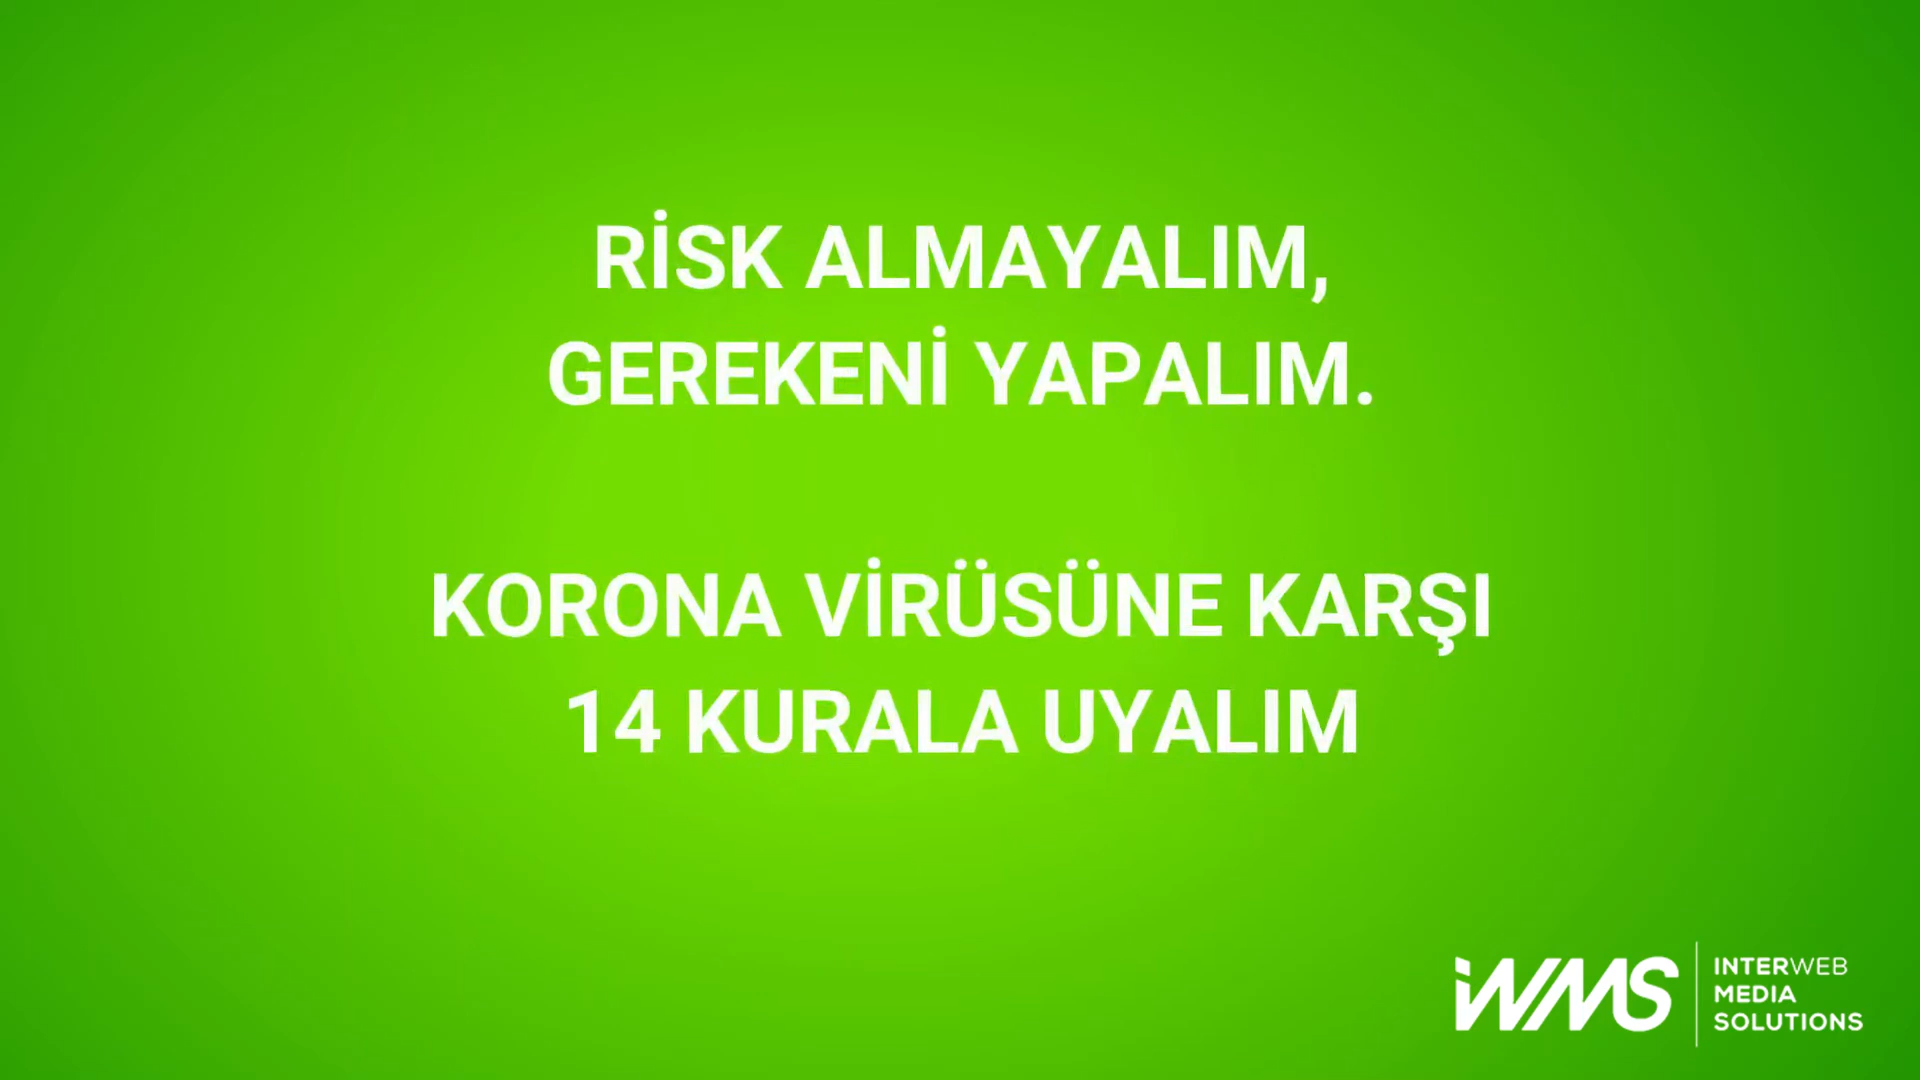 RİSK ALMAYALIM,
GEREKENİ YAPALIM.
KORONA VİRÜSÜNE KARŞI
14 KURALA UYALIM
iWMS
INTERWEB
MEDIA
SOLUTIONS